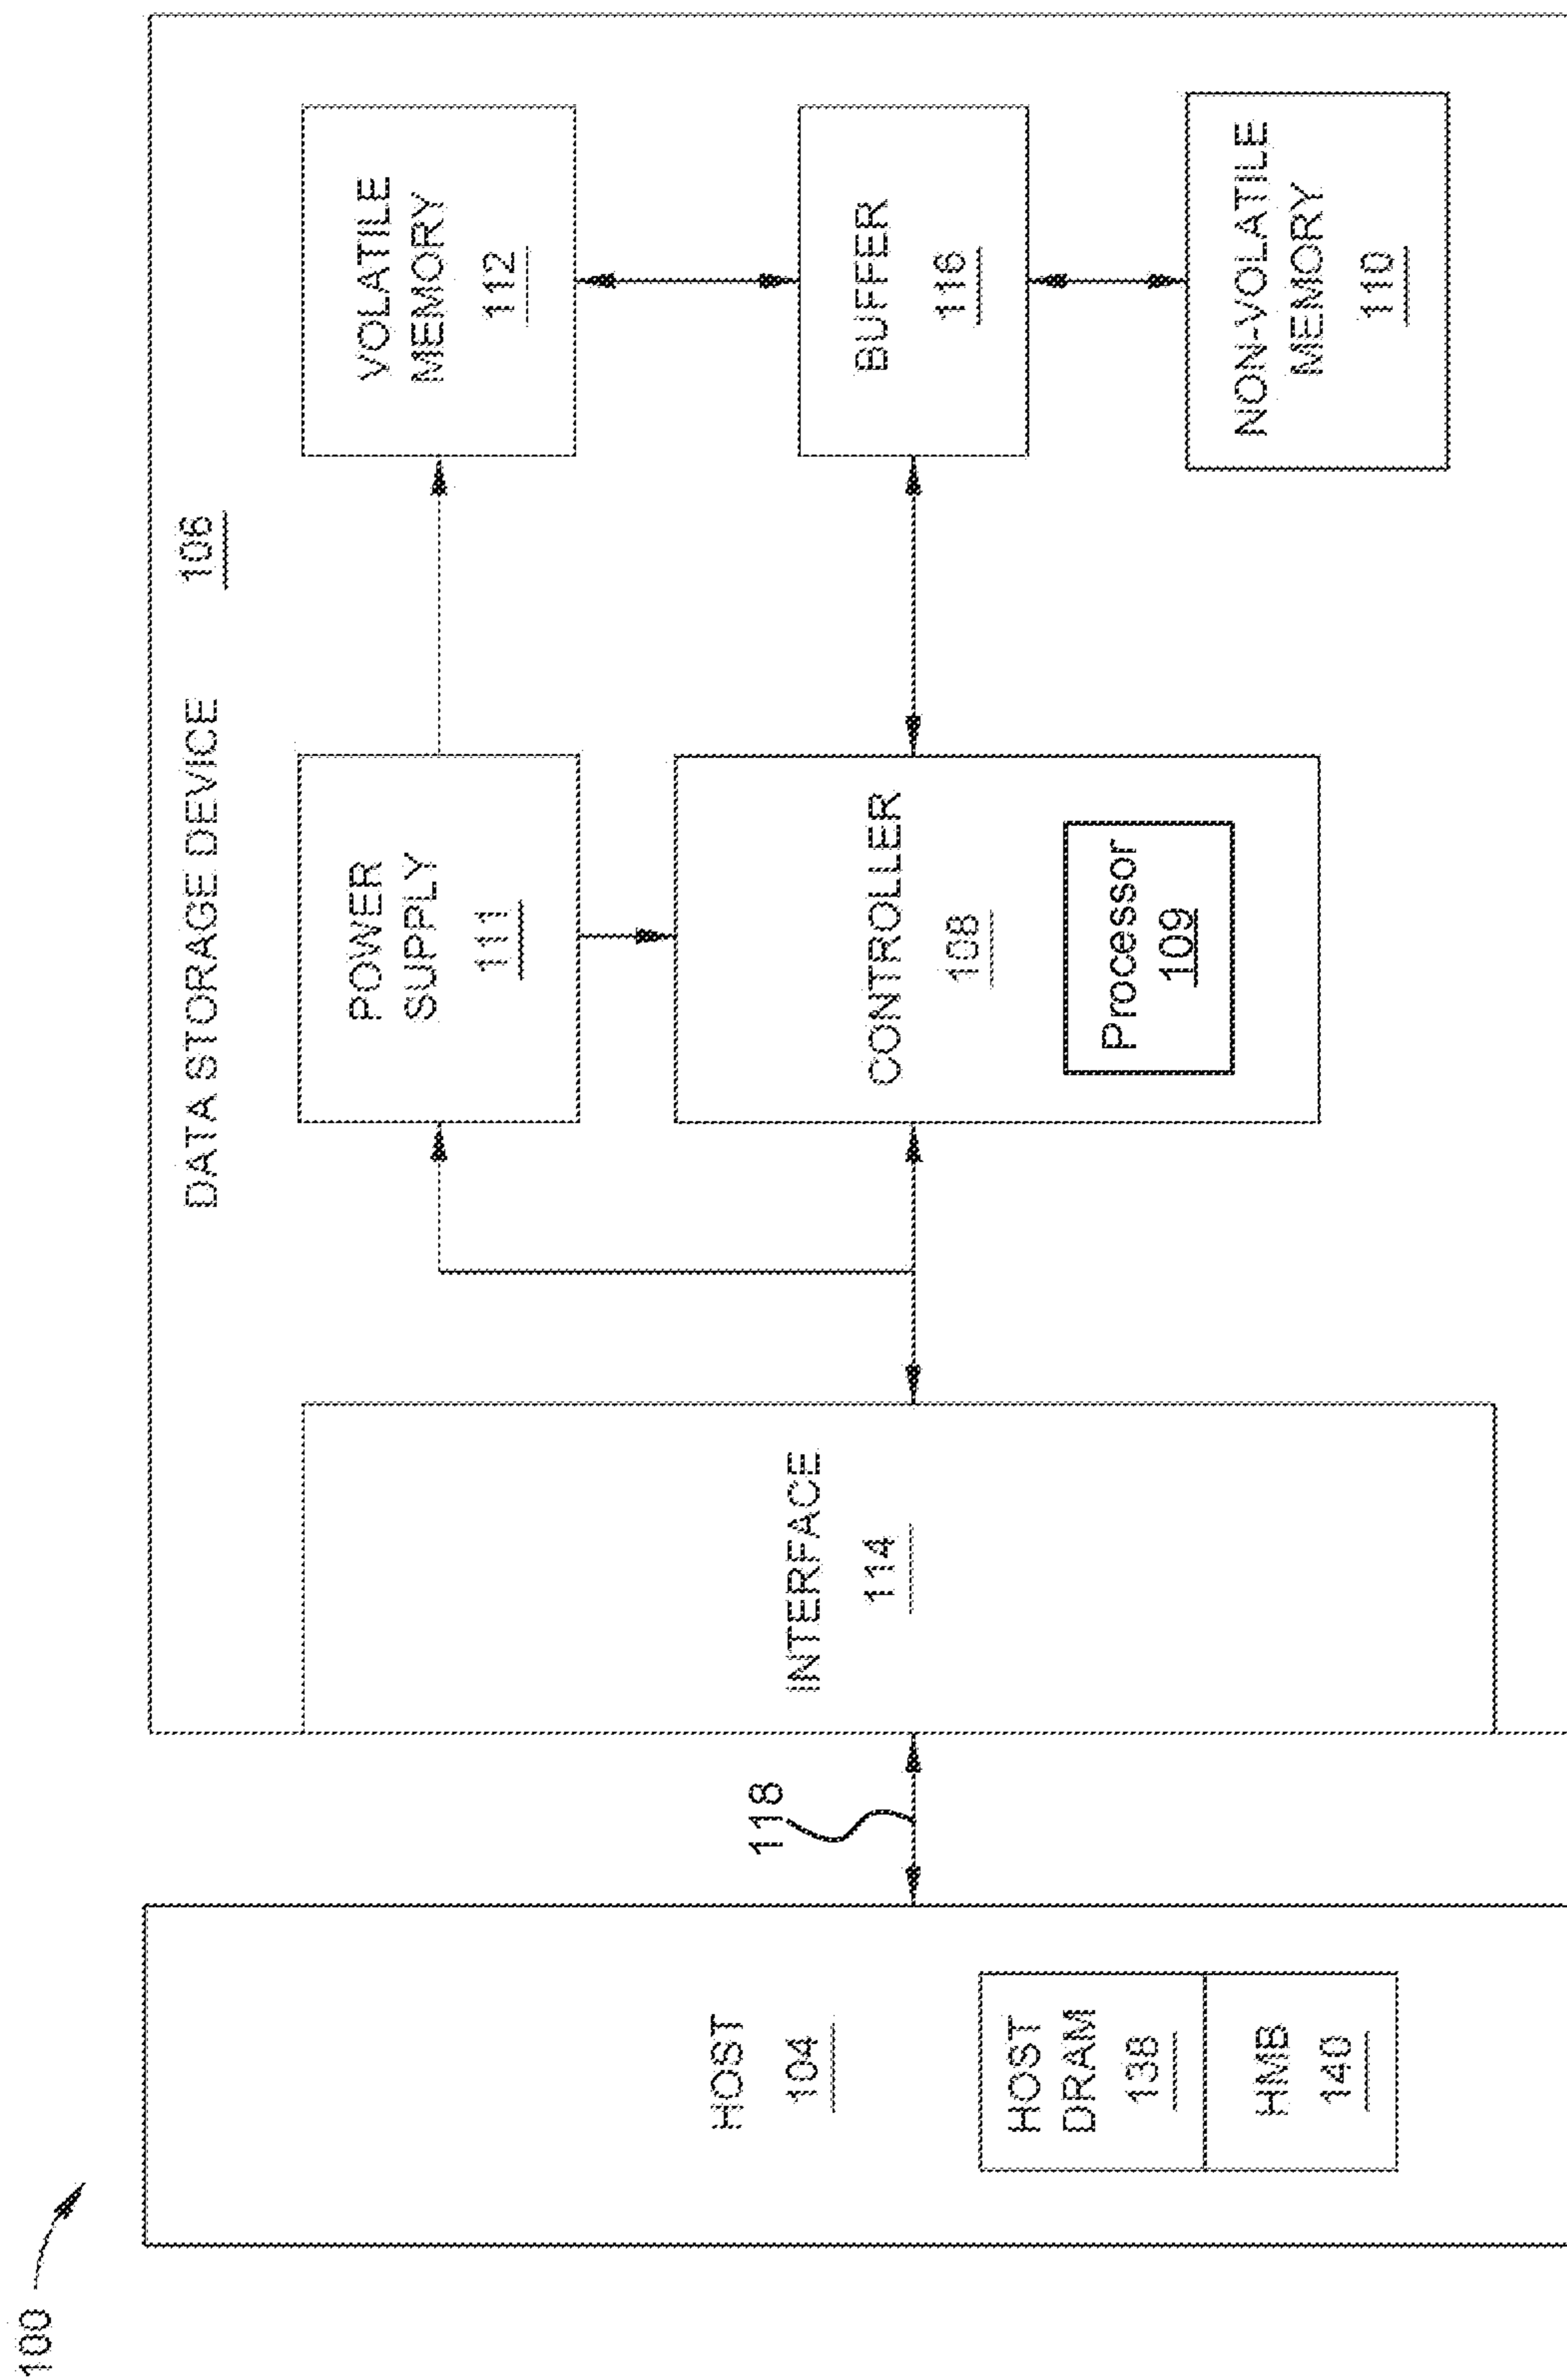 100
HOST
104
HOST
DRAM
138
HMB
140
118
DATA STORAGE DEVICE 106
INTERFACE
114
POWER
SUPPLY
111
CONTROLLER
108
Processor
109
VOLATILE
MEMORY
112
BUFFER
116
NON-VOLATILE
MEMORY
110